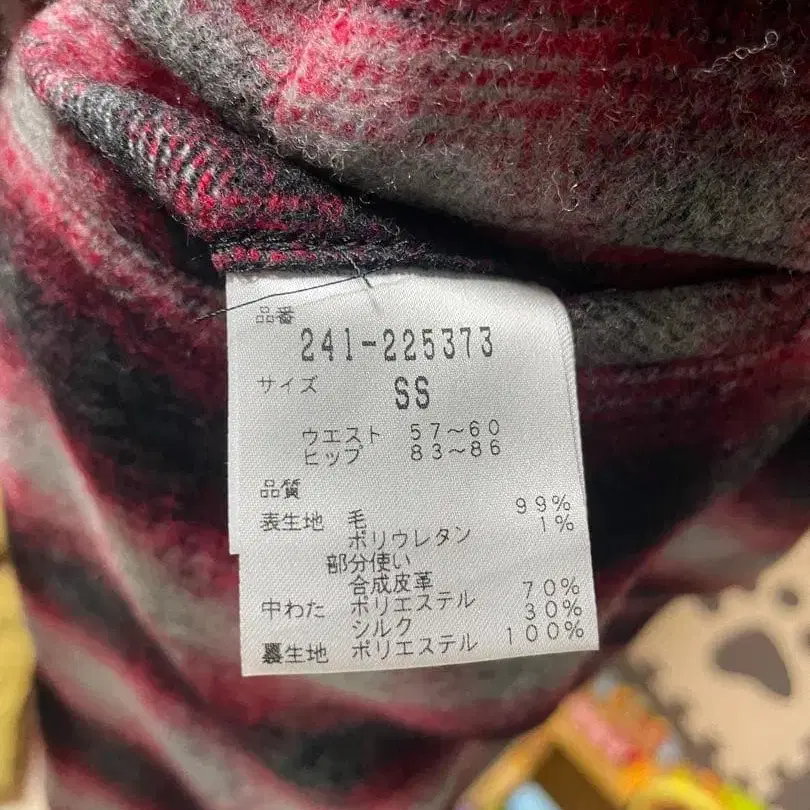 品番
241-225373
サイズ
SS
ウエスト 57~60
ヒップ 83~86
品質
表生地 毛 99%
ポリウレタン 1%
部分使い
合成皮革
中わた ポリエステル 70%
シルク 30%
裏生地 ポリエステル 100%